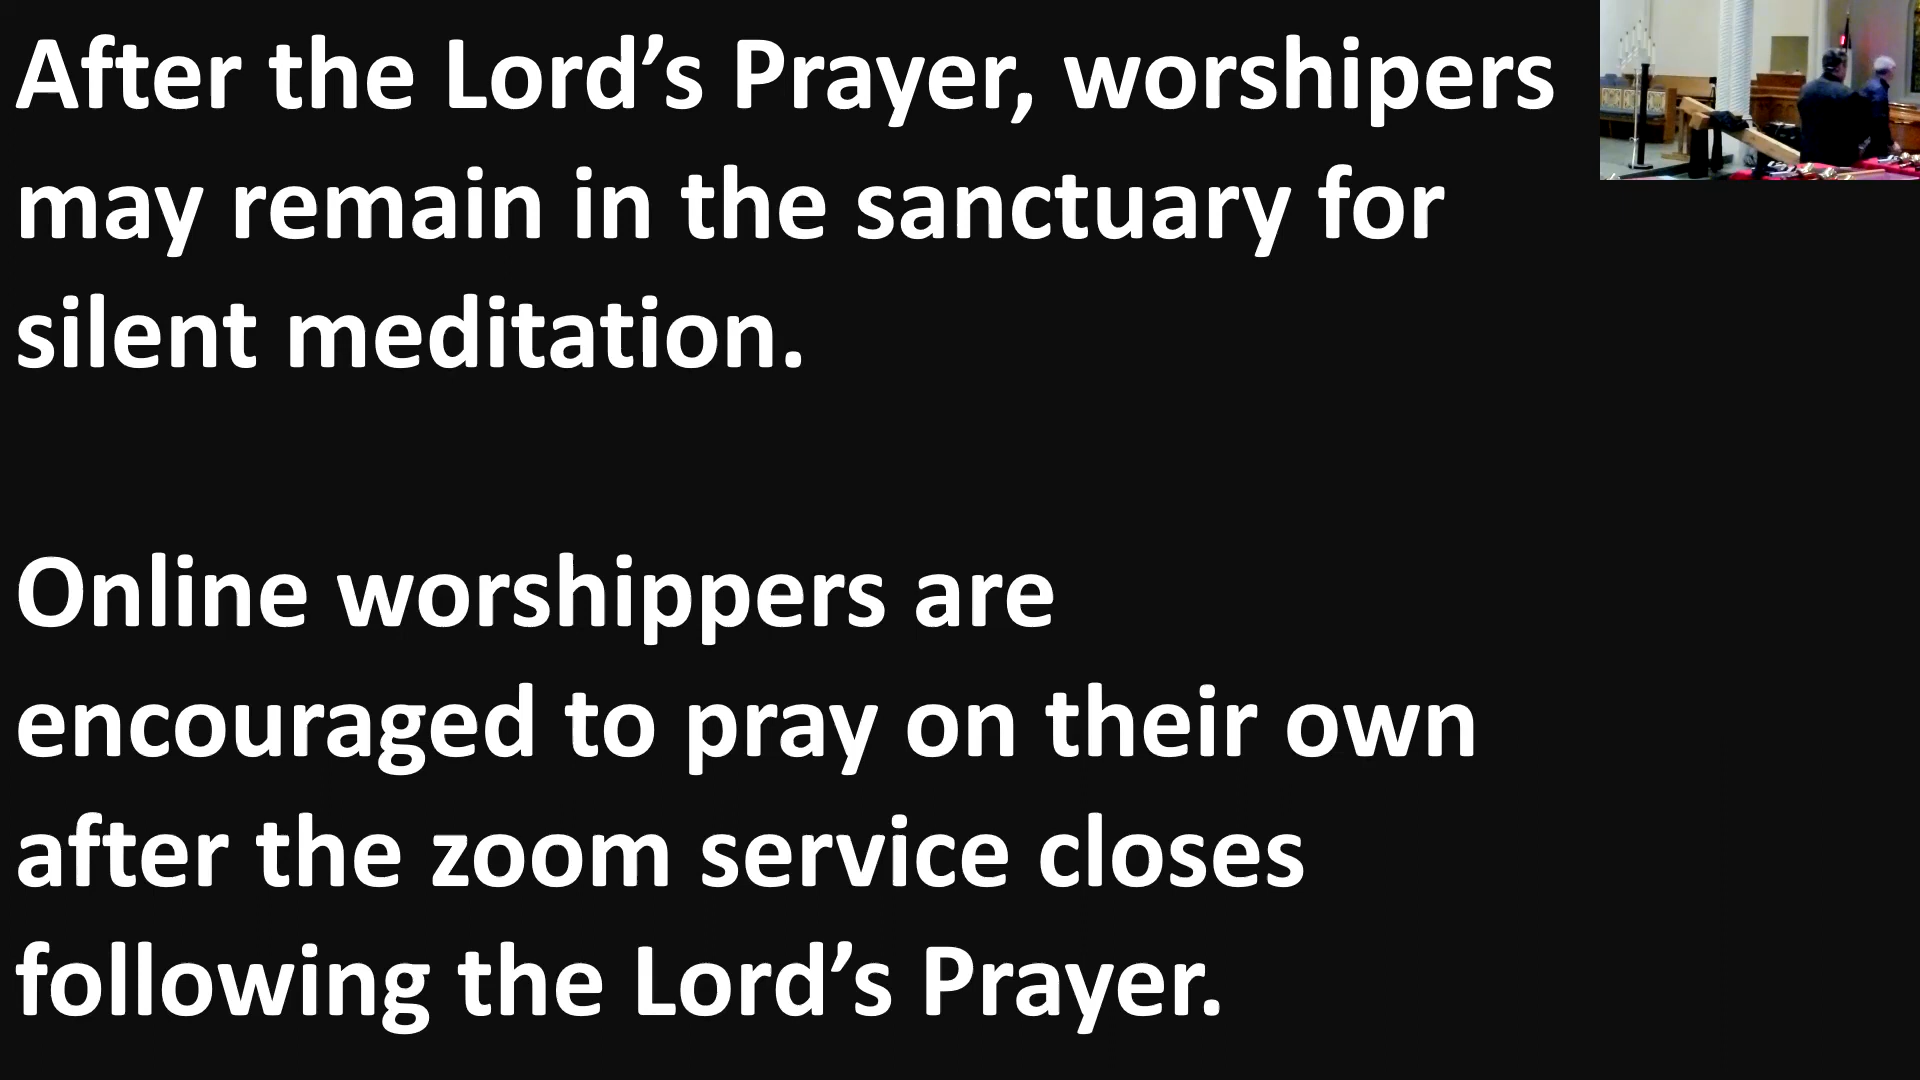 After the Lord’s Prayer, worshipers
may remain in the sanctuary for
silent meditation.
Online worshippers are
encouraged to pray on their own
after the zoom service closes
following the Lord’s Prayer.